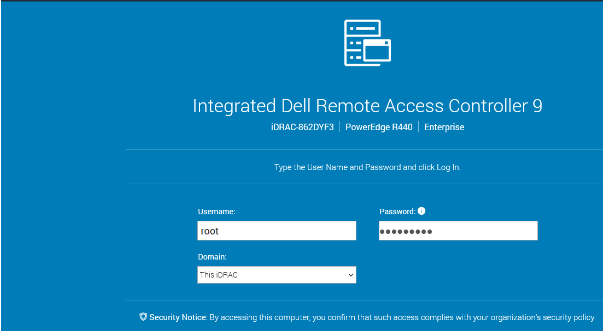 Integrated Dell Remote Access Controller 9
iDRAC-862DYF3 | PowerEdge R440 | Enterprise
Type the User Name and Password and click Log In.
Username: Password:
root •••••••••
Domain:
This iDRAC
Security Notice: By accessing this computer, you confirm that such access complies with your organization's security policy.